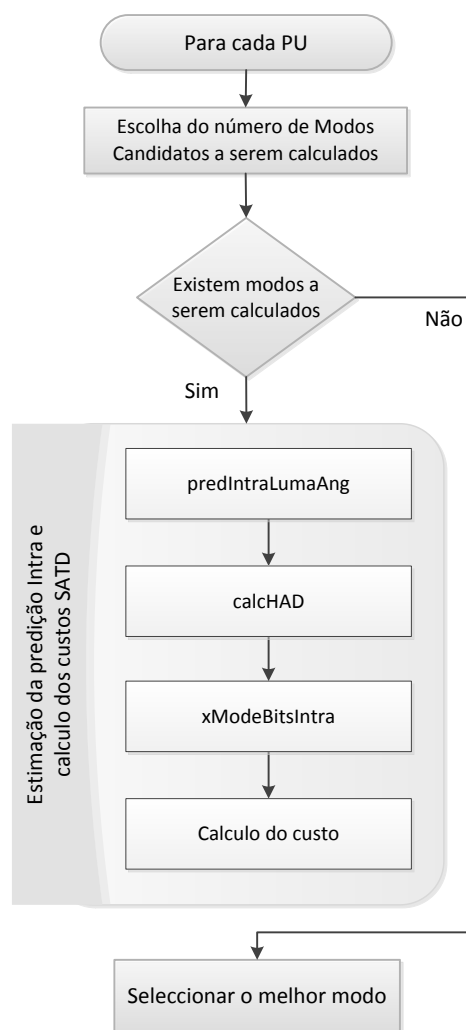 Para cada PU
Escolha do número de Modos
Candidatos a serem calculados
Existem modos a
serem calculados
Não
Sim
Estimação da predição Intra e
calculo dos custos SATD
predIntraLumaAng
calcHAD
xModeBitsIntra
Calculo do custo
Seleccionar o melhor modo